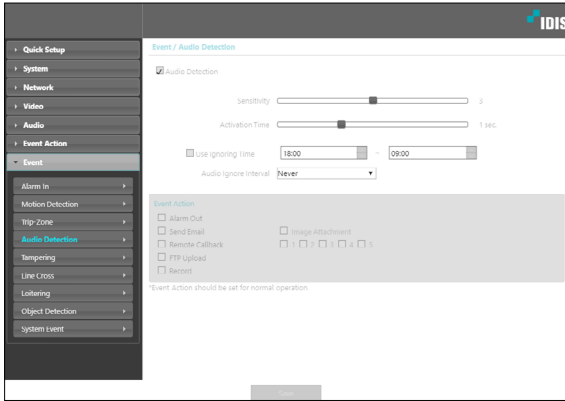 IDIS
Quick Setup
System
Network
Video
Audio
Event Action
Event
Alarm In
Motion Detection
Trip-Zone
Audio Detection
Tampering
Line Cross
Loitering
Object Detection
System Event
Event / Audio Detection
Audio Detection
Sensitivity 3
Activation Time 1 sec.
Use Ignoring Time 18:00 ~ 09:00
Audio Ignore Interval Never
Event Action
Alarm Out
Send Email Image Attachment
Remote Callback 1 2 3 4 5
FTP Upload
Record
*Event Action should be set for normal operation.
Save